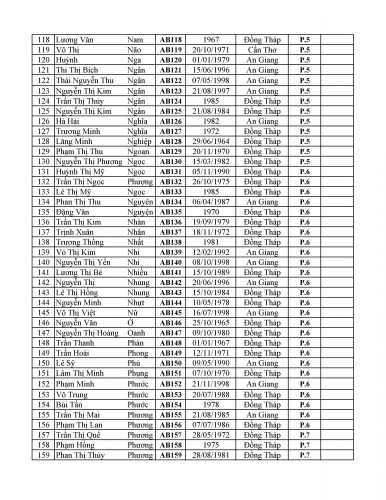 118 Lương Văn Nam AB118 1967 Đồng Tháp P.5
119 Võ Thị Não AB119 20/10/1971 Cần Thơ P.5
120 Huỳnh Nga AB120 01/01/1979 An Giang P.5
121 Thi Thị Bích Ngân AB121 15/06/1996 An Giang P.5
122 Thái Nguyễn Thu Ngân AB122 07/05/1998 An Giang P.5
123 Nguyễn Thị Kim Ngân AB123 21/08/1997 An Giang P.5
124 Trần Thị Thúy Ngân AB124 1985 Đồng Tháp P.5
125 Nguyễn Thị Kim Ngân AB125 21/08/1984 Đồng Tháp P.5
126 Hà Hải Nghĩa AB126 1982 An Giang P.5
127 Trương Minh Nghĩa AB127 1972 Đồng Tháp P.5
128 Lăng Minh Nghiệp AB128 29/06/1964 Đồng Tháp P.5
129 Phạm Thị Thu Ngoan AB129 20/11/1970 Đồng Tháp P.5
130 Nguyễn Thị Phương Ngọc AB130 15/03/1982 Đồng Tháp P.5
131 Huỳnh Thị Mỹ Ngọc AB131 05/11/1990 An Giang P.6
132 Trần Thị Ngọc Phượng AB132 26/10/1975 Đồng Tháp P.6
133 Lê Thị Mỹ Ngọc AB133 1985 Đồng Tháp P.6
134 Phan Thị Thu Nguyên AB134 06/04/1987 An Giang P.6
135 Đặng Văn Nguyện AB135 1970 Đồng Tháp P.6
136 Trần Thị Kim Nhàn AB136 19/09/1979 Đồng Tháp P.6
137 Trịnh Xuân Nhân AB137 18/11/1972 Đồng Tháp P.6
138 Trương Thống Nhất AB138 1981 Đồng Tháp P.6
139 Võ Thị Kim Nhi AB139 12/02/1992 An Giang P.6
140 Nguyễn Thị Yến Nhi AB140 08/10/1998 An Giang P.6
141 Lương Thị Bé Nhiều AB141 15/10/1989 Đồng Tháp P.6
142 Nguyễn Thị Nhung AB142 20/06/1996 An Giang P.6
143 Lê Thị Hồng Nhung AB143 15/10/1984 Đồng Tháp P.6
144 Nguyễn Minh Nhựt AB144 10/05/1978 Đồng Tháp P.6
145 Võ Thị Việt Nữ AB145 16/07/1998 An Giang P.6
146 Nguyễn Văn Ở AB146 25/10/1965 Đồng Tháp P.6
147 Nguyễn Thị Hoàng Oanh AB147 09/10/1980 Đồng Tháp P.6
148 Trần Thanh Phân AB148 01/01/1967 Đồng Tháp P.6
149 Trần Hoài Phong AB149 12/11/1971 Đồng Tháp P.6
150 Lê Sỹ Phú AB150 09/05/1990 An Giang P.6
151 Lâm Thị Minh Phụng AB151 07/10/1970 Đồng Tháp P.6
152 Phạm Minh Phước AB152 21/11/1998 An Giang P.6
153 Võ Trung Phước AB153 20/07/1988 Đồng Tháp P.6
154 Bùi Tấn Phước AB154 1978 Đồng Tháp P.6
155 Trần Thị Mai Phương AB155 21/08/1985 An Giang P.6
156 Phạm Thị Lan Phương AB156 07/07/1986 Đồng Tháp P.6
157 Trần Thị Quế Phương AB157 28/05/1972 Đồng Tháp P.7
158 Phạm Hồng Phương AB158 1975 Đồng Tháp P.7
159 Phan Thị Thúy Phương AB159 28/08/1981 Đồng Tháp P.7